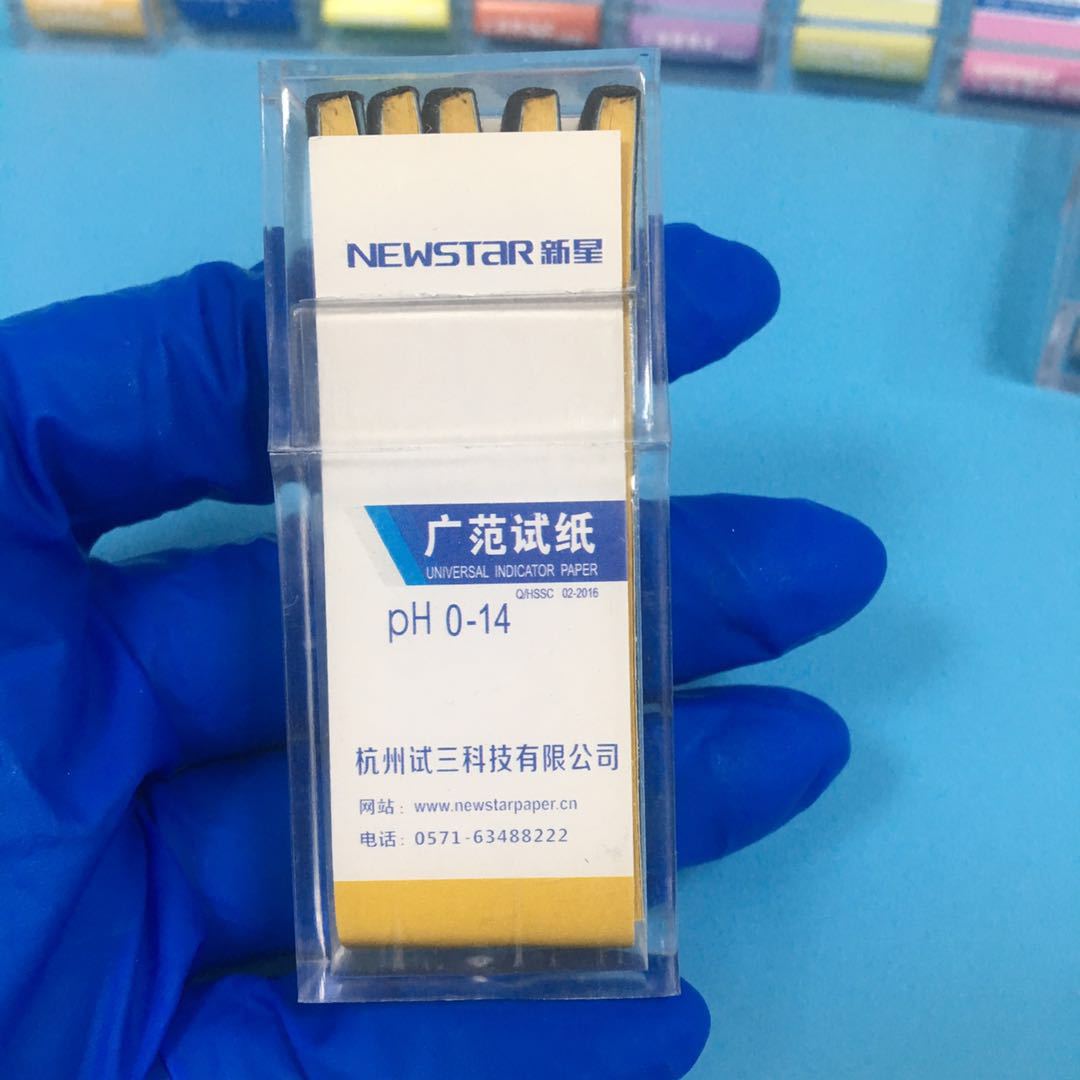 NEWSTAR 新星
广范试纸
UNIVERSAL INDICATOR PAPER
Q/HSSC 02-2016
pH 0-14
杭州试三科技有限公司
网站：www.newstarpaper.cn
电话：0571-63488222